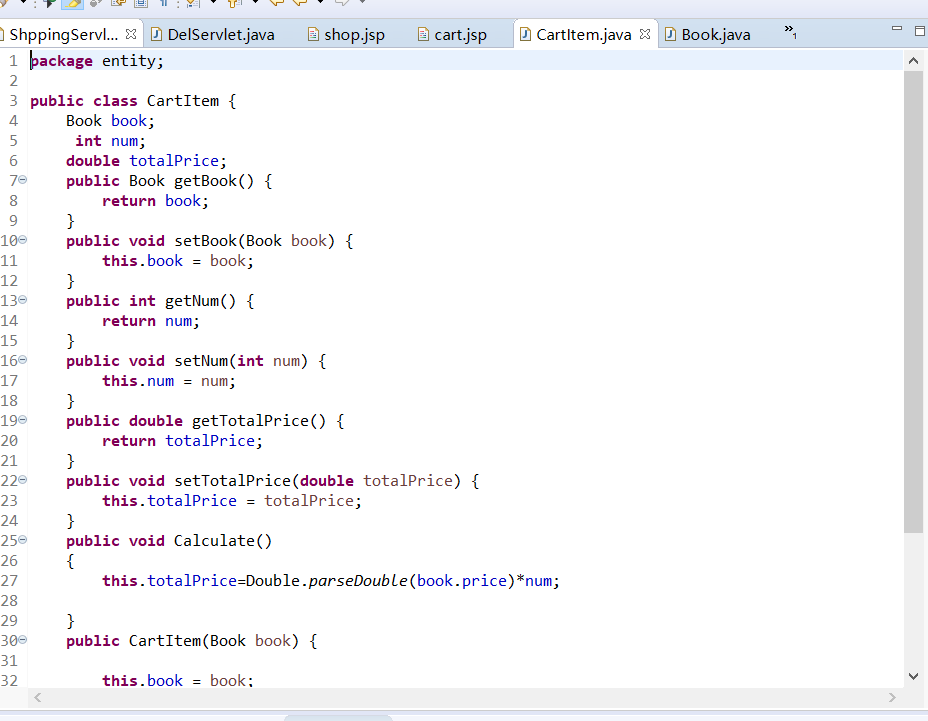 ShppingServl... DelServlet.java shop.jsp cart.jsp CartItem.java Book.java »1
1 package entity;
2
3 public class CartItem {
4 Book book;
5 int num;
6 double totalPrice;
7 public Book getBook() {
8 return book;
9 }
10 public void setBook(Book book) {
11 this.book = book;
12 }
13 public int getNum() {
14 return num;
15 }
16 public void setNum(int num) {
17 this.num = num;
18 }
19 public double getTotalPrice() {
20 return totalPrice;
21 }
22 public void setTotalPrice(double totalPrice) {
23 this.totalPrice = totalPrice;
24 }
25 public void Calculate()
26 {
27 this.totalPrice=Double.parseDouble(book.price)*num;
28
29 }
30 public CartItem(Book book) {
31
32 this.book = book;